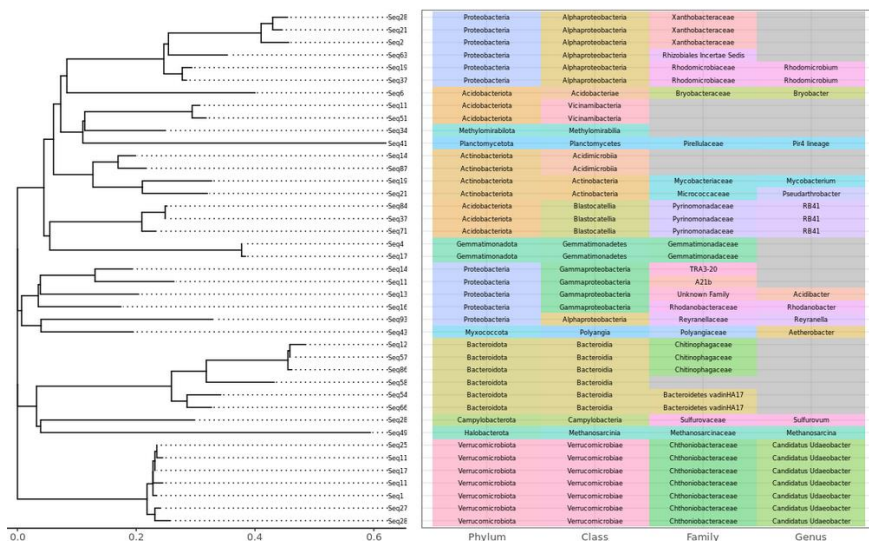 Seq28 Proteobacteria Alphaproteobacteria Xanthobacteraceae
Seq21 Proteobacteria Alphaproteobacteria Xanthobacteraceae
Seq2 Proteobacteria Alphaproteobacteria Xanthobacteraceae
Seq63 Proteobacteria Alphaproteobacteria Rhizobiales Incertae Sedis
Seq19 Proteobacteria Alphaproteobacteria Rhodomicrobiaceae Rhodomicrobium
Seq37 Proteobacteria Alphaproteobacteria Rhodomicrobiaceae Rhodomicrobium
Seq6 Acidobacteriota Acidobacteriae Bryobacteraceae Bryobacter
Seq11 Acidobacteriota Vicinamibacteria
Seq51 Acidobacteriota Vicinamibacteria
Seq34 Methylomirabilota Methylomirabilia
Seq41 Planctomycetota Planctomycetes Pirellulaceae Pir4 lineage
Seq14 Actinobacteriota Acidimicrobiia
Seq87 Actinobacteriota Acidimicrobiia
Seq15 Actinobacteriota Actinobacteria Mycobacteriaceae Mycobacterium
Seq21 Actinobacteriota Actinobacteria Micrococcaceae Pseudarthrobacter
Seq84 Acidobacteriota Blastocatellia Pyrinomonadaceae RB41
Seq37 Acidobacteriota Blastocatellia Pyrinomonadaceae RB41
Seq71 Acidobacteriota Blastocatellia Pyrinomonadaceae RB41
Seq4 Gemmatimonadota Gemmatimonadetes Gemmatimonadaceae
Seq17 Gemmatimonadota Gemmatimonadetes Gemmatimonadaceae
Seq14 Proteobacteria Gammaproteobacteria TRA3-20
Seq11 Proteobacteria Gammaproteobacteria A21b
Seq13 Proteobacteria Gammaproteobacteria Unknown Family Acidibacter
Seq16 Proteobacteria Gammaproteobacteria Rhodanobacteraceae Rhodanobacter
Seq93 Proteobacteria Alphaproteobacteria Reyranellaceae Reyranella
Seq43 Myxococcota Polyangia Polyangiaceae Aetherobacter
Seq12 Bacteroidota Bacteroidia Chitinophagaceae
Seq57 Bacteroidota Bacteroidia Chitinophagaceae
Seq86 Bacteroidota Bacteroidia Chitinophagaceae
Seq58 Bacteroidota Bacteroidia
Seq54 Bacteroidota Bacteroidia Bacteroidetes vadinHA17
Seq66 Bacteroidota Bacteroidia Bacteroidetes vadinHA17
Seq28 Campylobacterota Campylobacteria Sulfurovaceae Sulfurovum
Seq49 Halobacterota Methanosarcinia Methanosarcinaceae Methanosarcina
Seq25 Verrucomicrobiota Verrucomicrobiae Chthoniobacteraceae Candidatus Udaeobacter
Seq11 Verrucomicrobiota Verrucomicrobiae Chthoniobacteraceae Candidatus Udaeobacter
Seq17 Verrucomicrobiota Verrucomicrobiae Chthoniobacteraceae Candidatus Udaeobacter
Seq11 Verrucomicrobiota Verrucomicrobiae Chthoniobacteraceae Candidatus Udaeobacter
Seq1 Verrucomicrobiota Verrucomicrobiae Chthoniobacteraceae Candidatus Udaeobacter
Seq27 Verrucomicrobiota Verrucomicrobiae Chthoniobacteraceae Candidatus Udaeobacter
Seq28 Verrucomicrobiota Verrucomicrobiae Chthoniobacteraceae Candidatus Udaeobacter
0.0 0.2 0.4 0.6 Phylum Class Family Genus